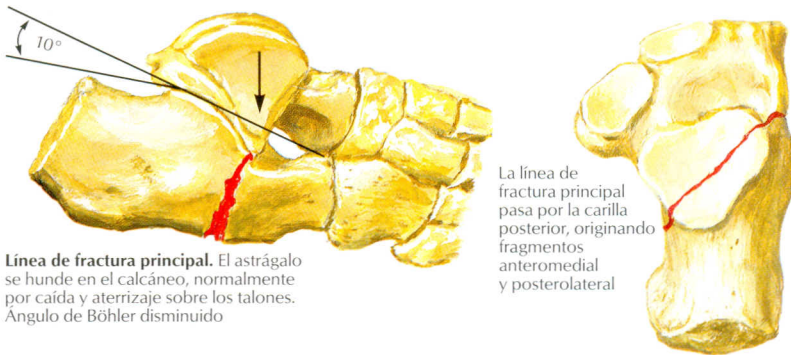 10°
Línea de fractura principal. El astrágalo
se hunde en el calcáneo, normalmente
por caída y aterrizaje sobre los talones.
Ángulo de Böhler disminuido
La línea de
fractura principal
pasa por la carilla
posterior, originando
fragmentos
anteromedial
y posterolateral